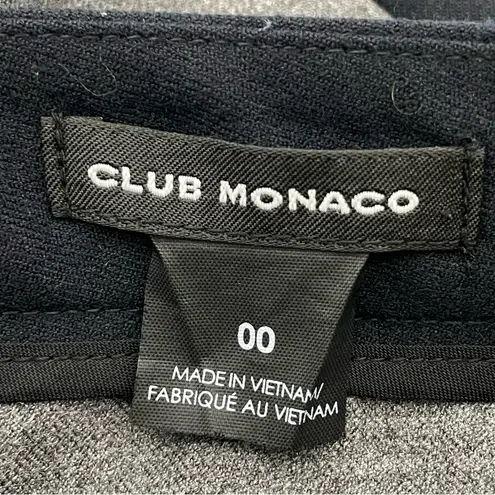 CLUB MONACO
00
MADE IN VIETNAM/
FABRIQUÉ AU VIETNAM